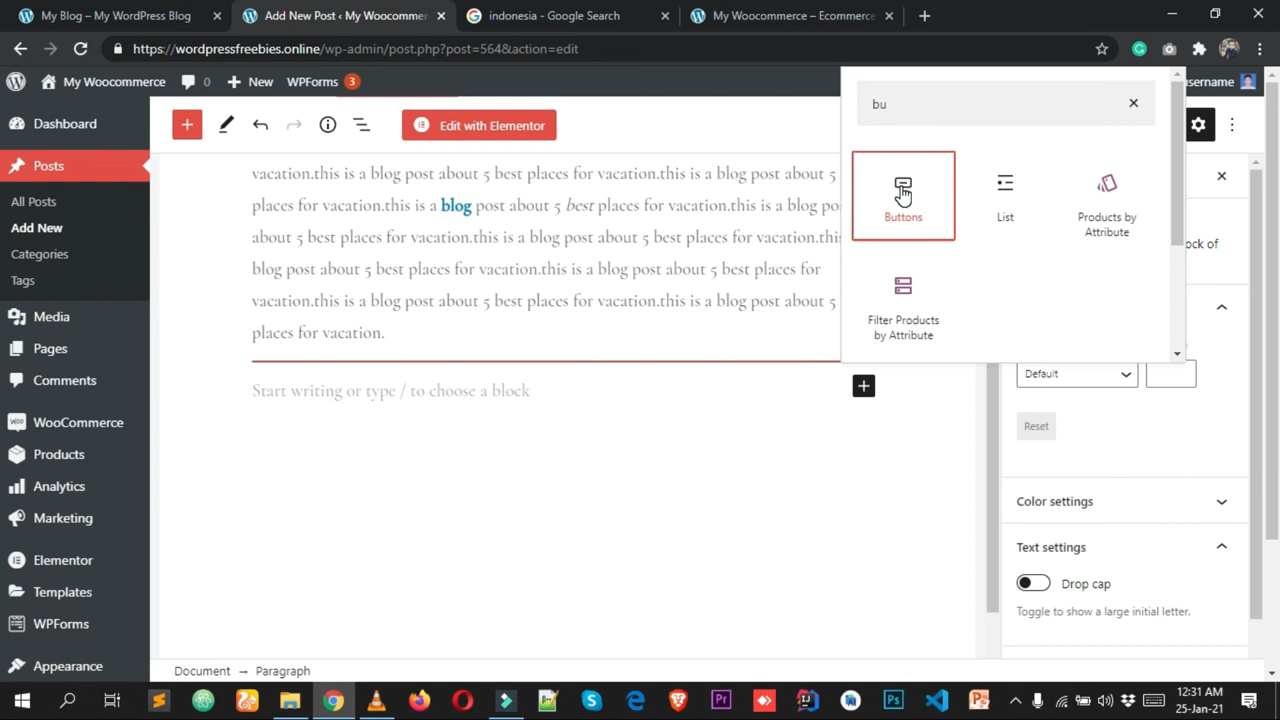 My Blog – My WordPress Blog
Add New Post ‹ My Woocommer
indonesia - Google Search
My Woocommerce – Ecommerce
https://wordpressfreebies.online/wp-admin/post.php?post=564&action=edit
My Woocommerce
0
New
WPForms 3
username
Dashboard
Posts
All Posts
Add New
Categories
Tags
Media
Pages
Comments
WooCommerce
Products
Analytics
Marketing
Elementor
Templates
WPForms
Appearance
Edit with Elementor
vacation.this is a blog post about 5 best places for vacation.this is a blog post about 5
places for vacation.this is a blog post about 5 best places for vacation.this is a blog po
about 5 best places for vacation.this is a blog post about 5 best places for vacation.this
blog post about 5 best places for vacation.this is a blog post about 5 best places for
vacation.this is a blog post about 5 best places for vacation.this is a blog post about 5
places for vacation.
Start writing or type / to choose a block
bu
Buttons
List
Products by
Attribute
Filter Products
by Attribute
ock of
Default
Reset
Color settings
Text settings
Drop cap
Toggle to show a large initial letter.
Document → Paragraph
12:31 AM
25-Jan-21